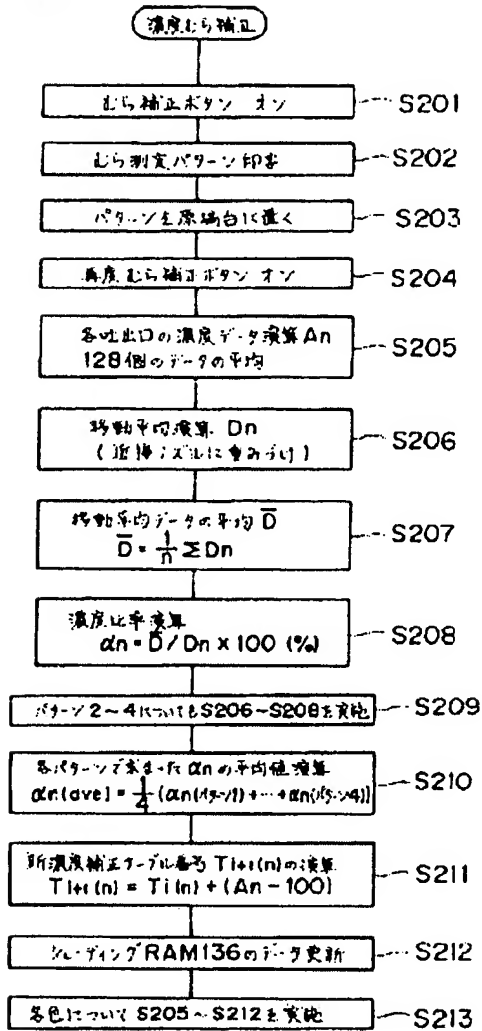 濃度むら補正
むら補正ボタン オン
S201
むら測定パターン印字
S202
パターンを原稿台に置く
S203
再度むら補正ボタン オン
S204
各吐出口の濃度データ演算 An
128個のデータの平均
S205
移動平均演算 Dn
(近接ノズルに重みづけ)
S206
移動平均データの平均 D̅
D̅ = 1/n ΣDn
S207
濃度比率演算
αn = D̅/Dn × 100 (%)
S208
パターン2〜4についてもS206〜S208を実施
S209
各パターンで求まったαnの平均値演算
αn(ave) = 1/4 {αn(パターン1) + … + αn(パターン4)}
S210
新濃度補正テーブル番号 Ti+1(n)の演算
Ti+1(n) = Ti(n) + (An − 100)
S211
シェーディングRAM136のデータ更新
S212
各色について S205〜S212を実施
S213